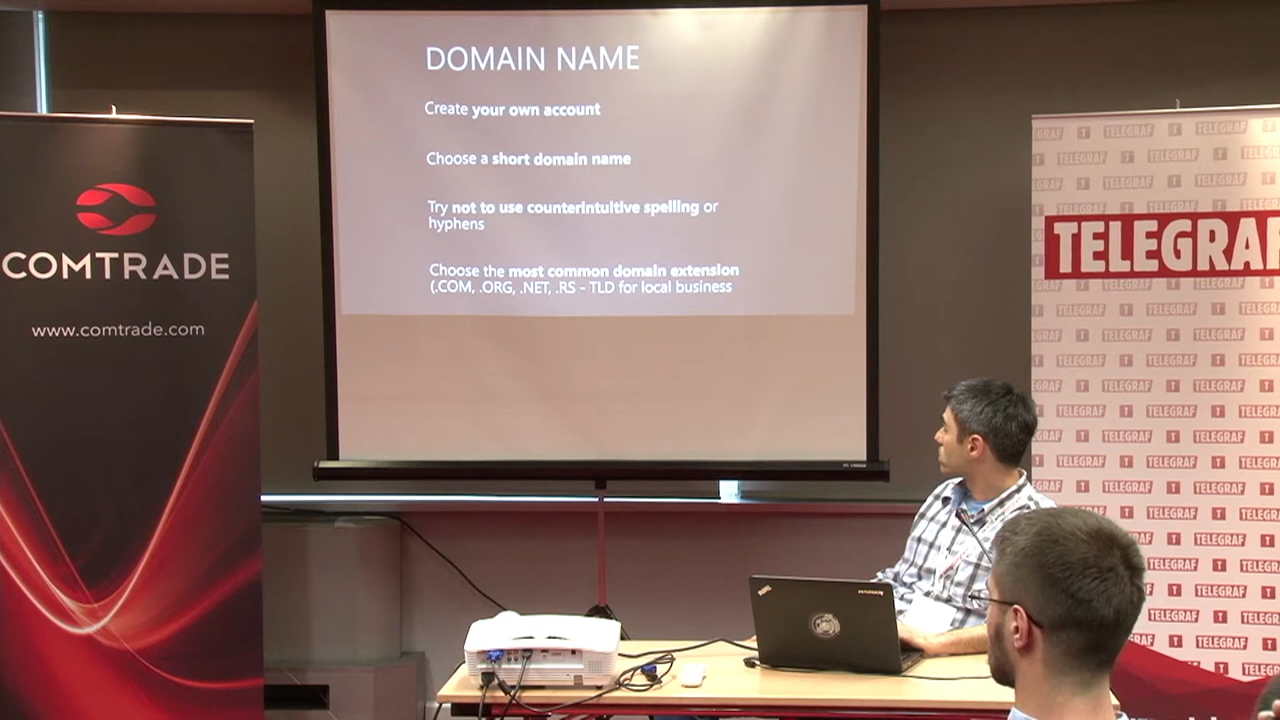 DOMAIN NAME
Create your own account
Choose a short domain name
Try not to use counterintuitive spelling or
hyphens
Choose the most common domain extension
(.COM, .ORG, .NET, .RS - TLD for local business
COMTRADE
www.comtrade.com
TELEGRAF